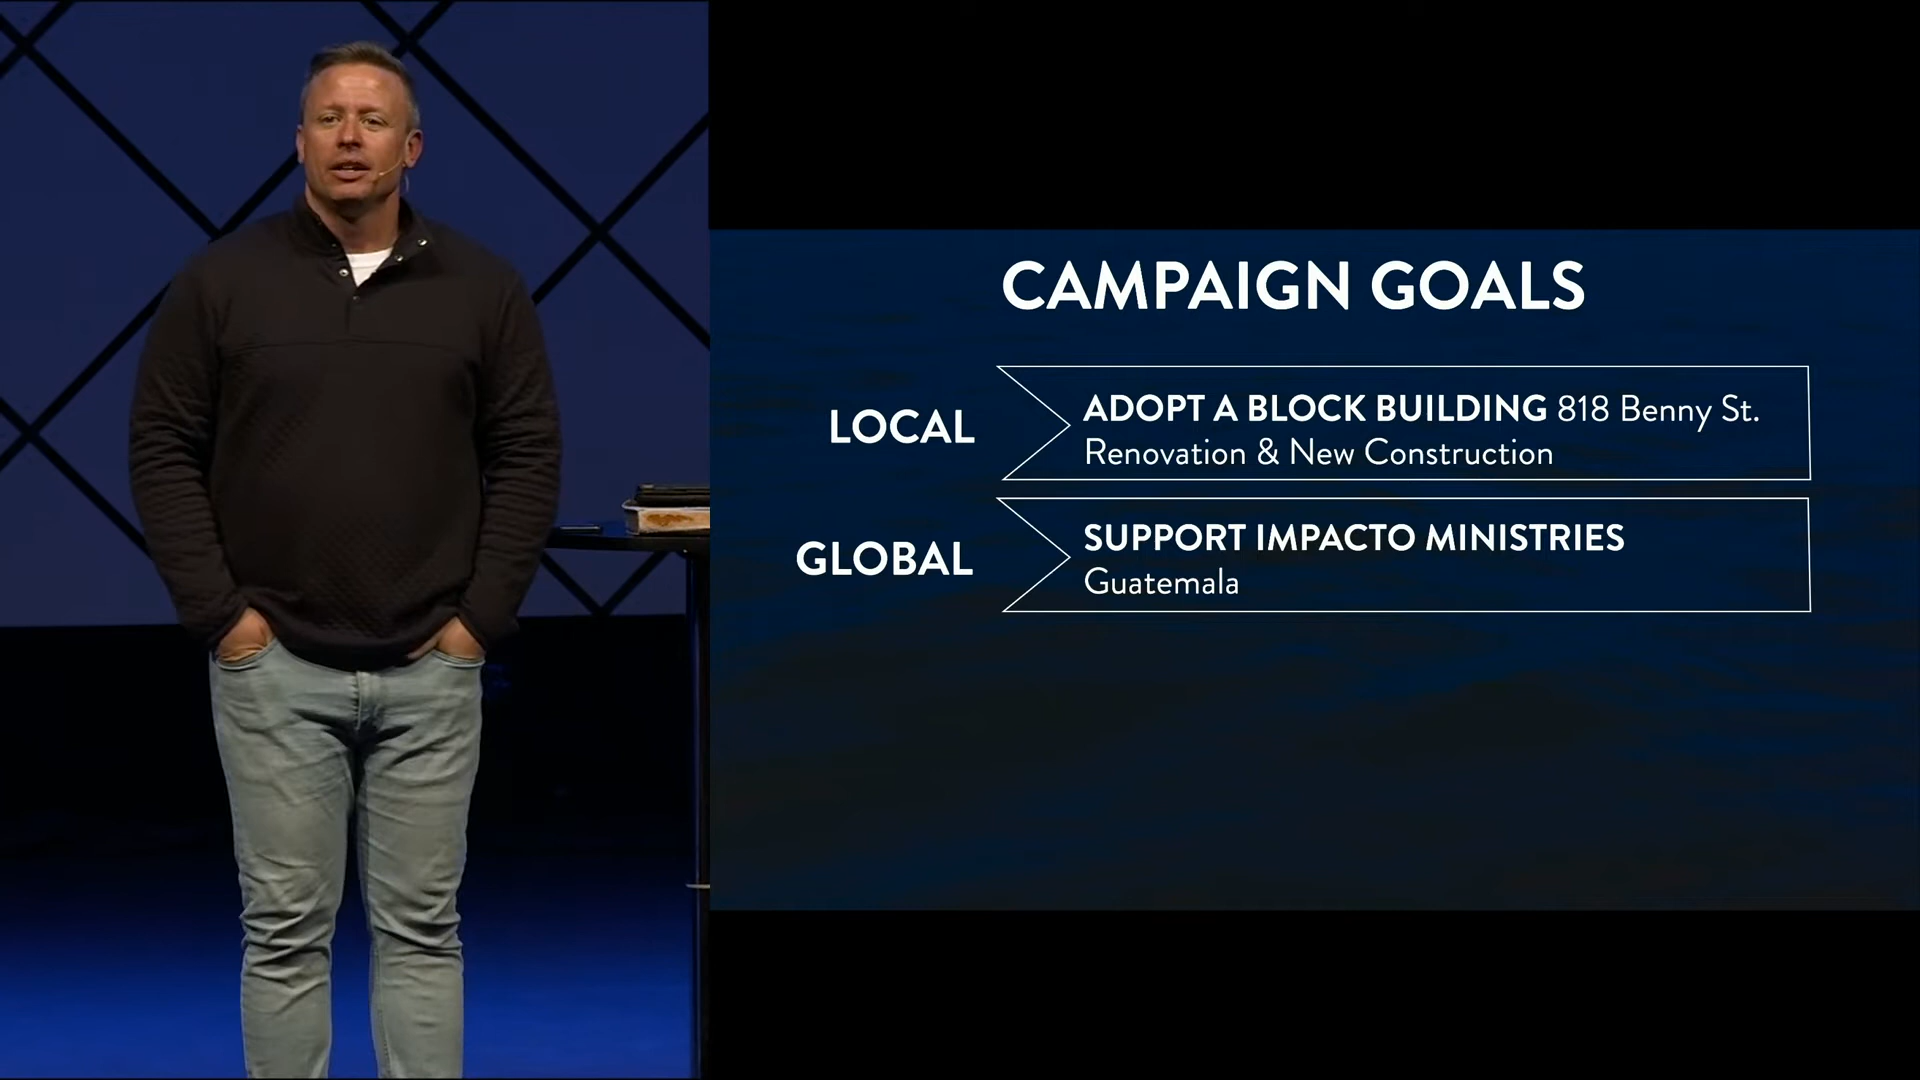 CAMPAIGN GOALS
LOCAL
ADOPT A BLOCK BUILDING 818 Benny St.
Renovation & New Construction
GLOBAL
SUPPORT IMPACTO MINISTRIES
Guatemala